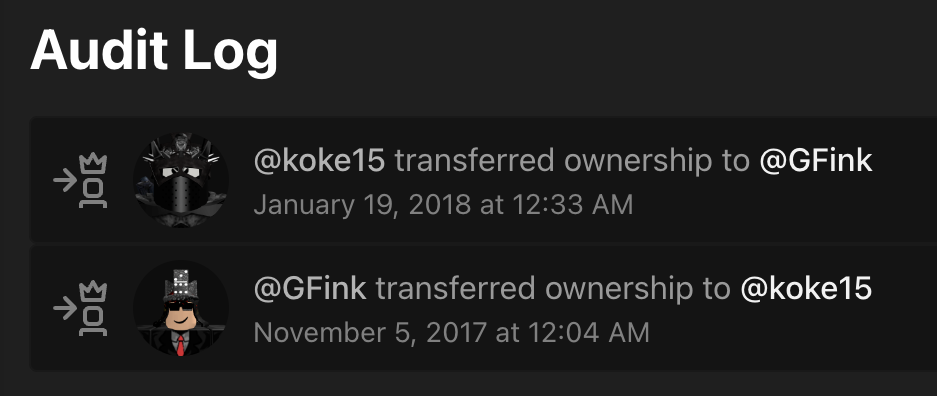 Audit Log
@koke15 transferred ownership to @GFink
January 19, 2018 at 12:33 AM
@GFink transferred ownership to @koke15
November 5, 2017 at 12:04 AM